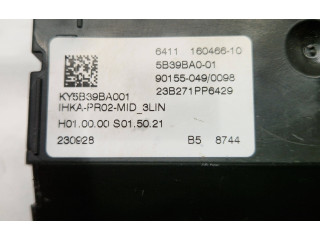 6411 160466-10
5B39BA0-01
90155-049/0098
23B271PP6429
KY5B39BA001
IHKA-PR02-MID_3LIN
H01.00.00 S01.50.21
230928 B5 8744